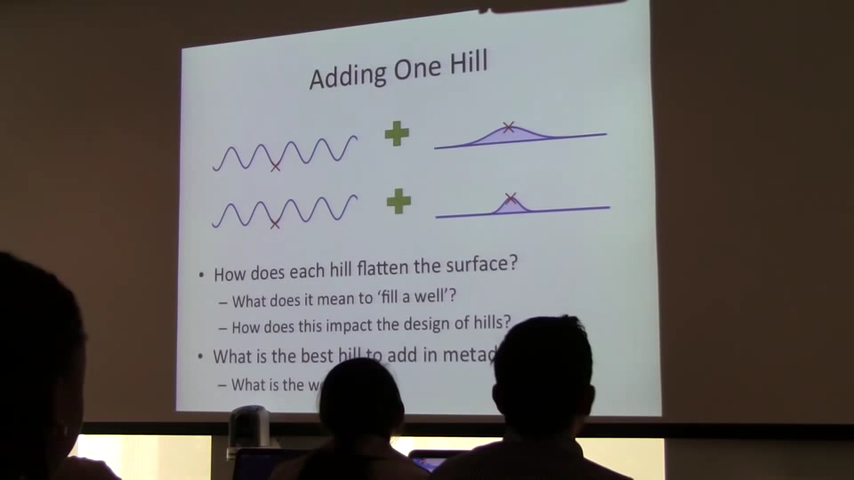 Adding One Hill
• How does each hill flatten the surface?
– What does it mean to 'fill a well'?
– How does this impact the design of hills?
• What is the best hill to add in
– What is the